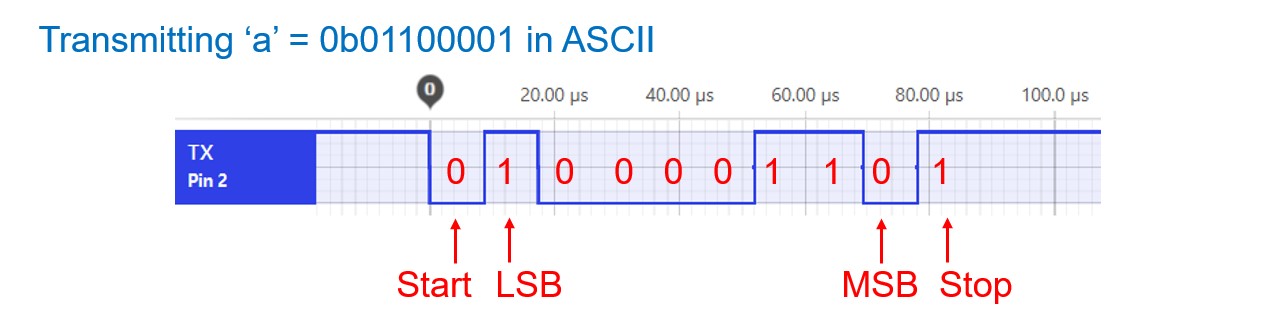 Transmitting ‘a’ = 0b01100001 in ASCII
0 20.00 µs 40.00 µs 60.00 µs 80.00 µs 100.0 µs
TX
Pin 2
0 1 0 0 0 0 1 1 0 1
Start LSB MSB Stop